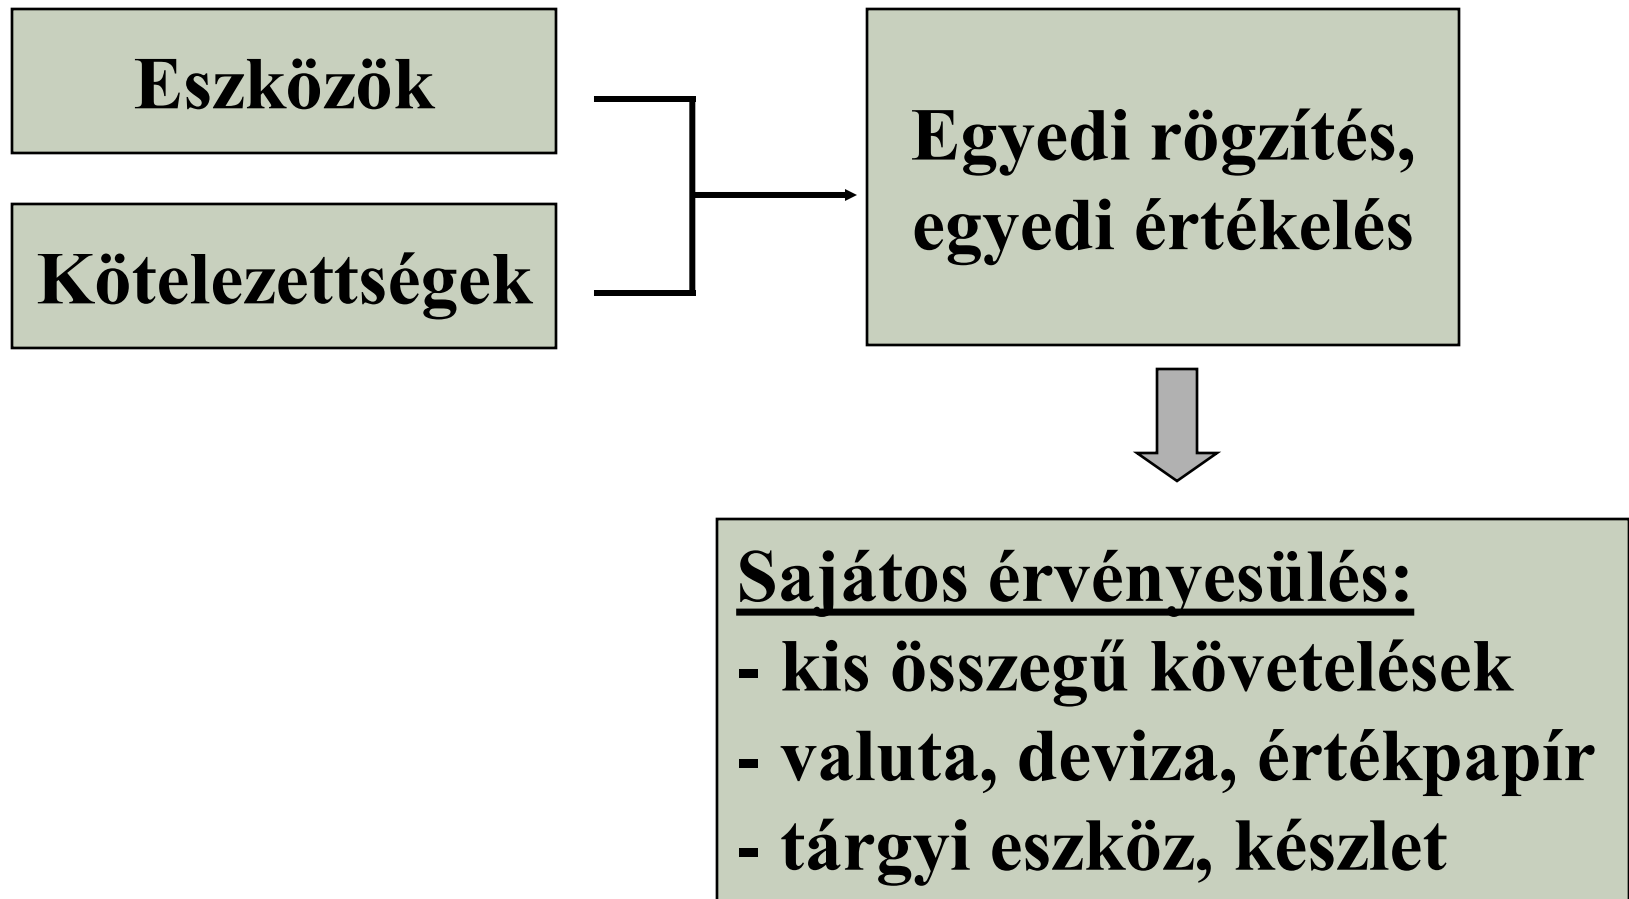 Eszközök
Kötelezettségek
Egyedi rögzítés,
egyedi értékelés
Sajátos érvényesülés:
- kis összegű követelések
- valuta, deviza, értékpapír
- tárgyi eszköz, készlet